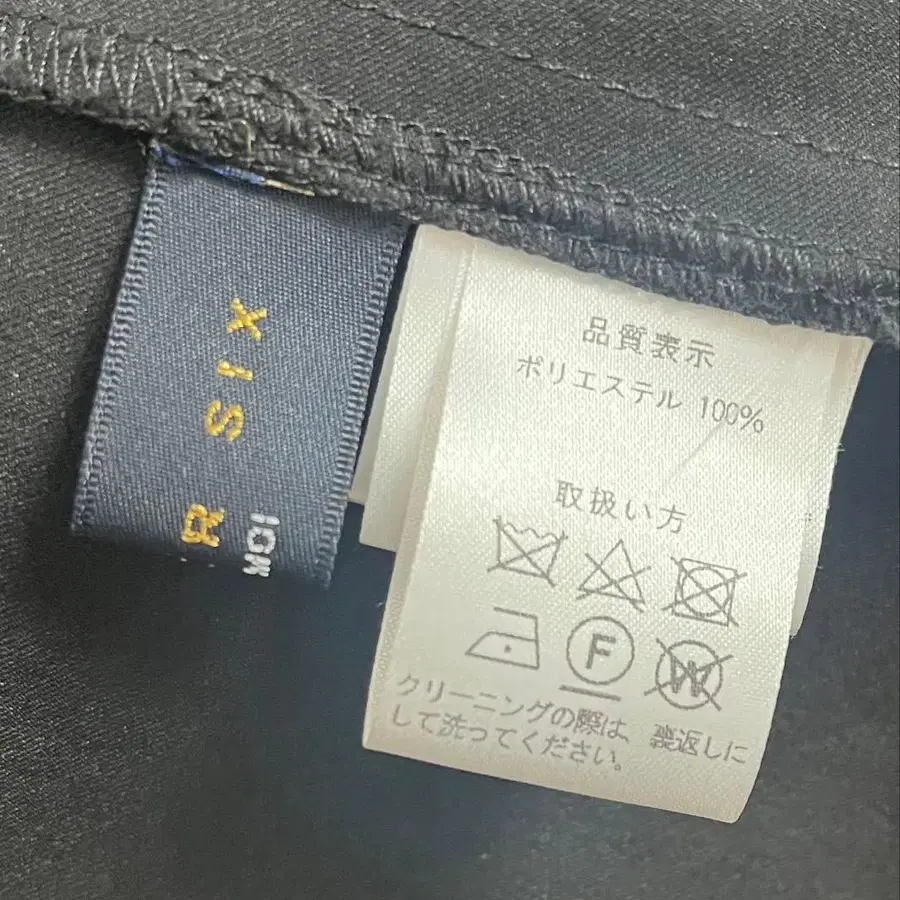 R SIX
品質表示
ポリエステル 100%
取扱い方
F
W
クリーニングの際は、裏返しに
して洗ってください。